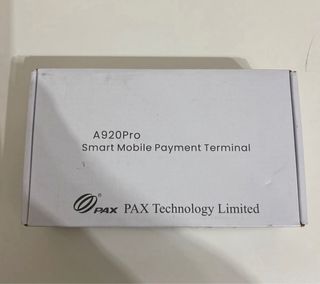 A920Pro
Smart Mobile Payment Terminal
PAX PAX Technology Limited